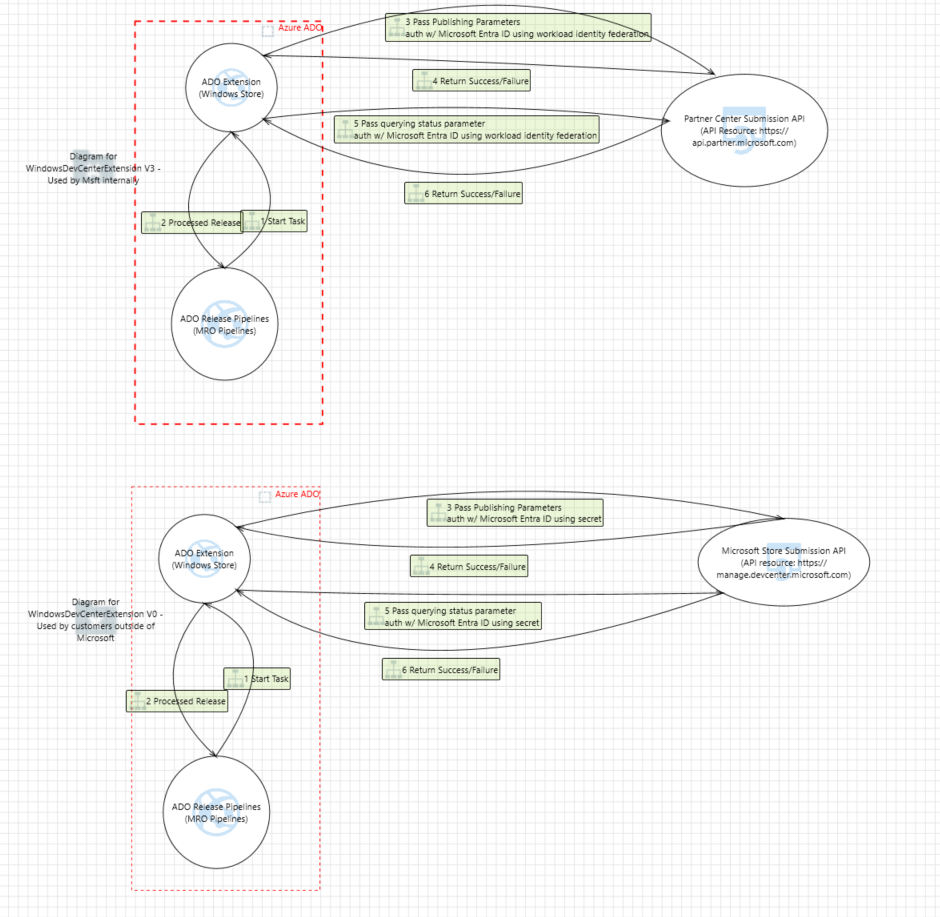 Azure ADO
3 Pass Publishing Parameters
auth w/ Microsoft Entra ID using workload identity federation
ADO Extension
(Windows Store)
4 Return Success/Failure
Partner Center Submission API
(API Resource: https://
api.partner.microsoft.com)
5 Pass querying status parameter
auth w/ Microsoft Entra ID using workload identity federation
Diagram for
WindowsDevCenterExtension V3 -
Used by Msft internally
6 Return Success/Failure
2 Processed Release
1 Start Task
ADO Release Pipelines
(MRO Pipelines)
Azure ADO
3 Pass Publishing Parameters
auth w/ Microsoft Entra ID using secret
ADO Extension
(Windows Store)
4 Return Success/Failure
Microsoft Store Submission API
(API resource: https://
manage.devcenter.microsoft.com)
Diagram for
WindowsDevCenterExtension V0 -
Used by customers outside of
Microsoft
5 Pass querying status parameter
auth w/ Microsoft Entra ID using secret
6 Return Success/Failure
1 Start Task
2 Processed Release
ADO Release Pipelines
(MRO Pipelines)